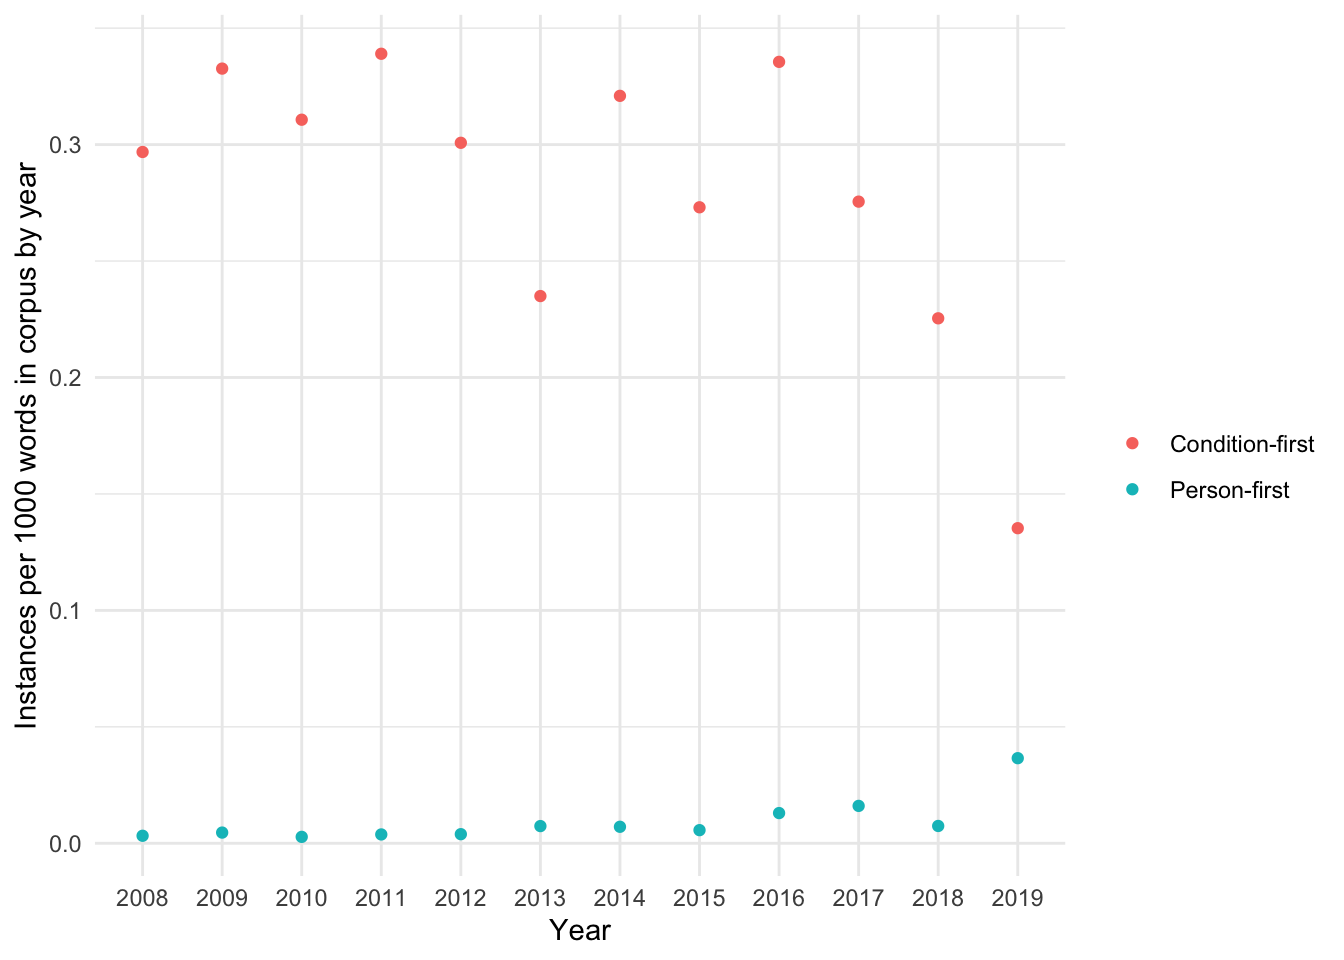 Instances per 1000 words in corpus by year
0.3
0.2
0.1
0.0
2008 2009 2010 2011 2012 2013 2014 2015 2016 2017 2018 2019
Year
Condition-first
Person-first